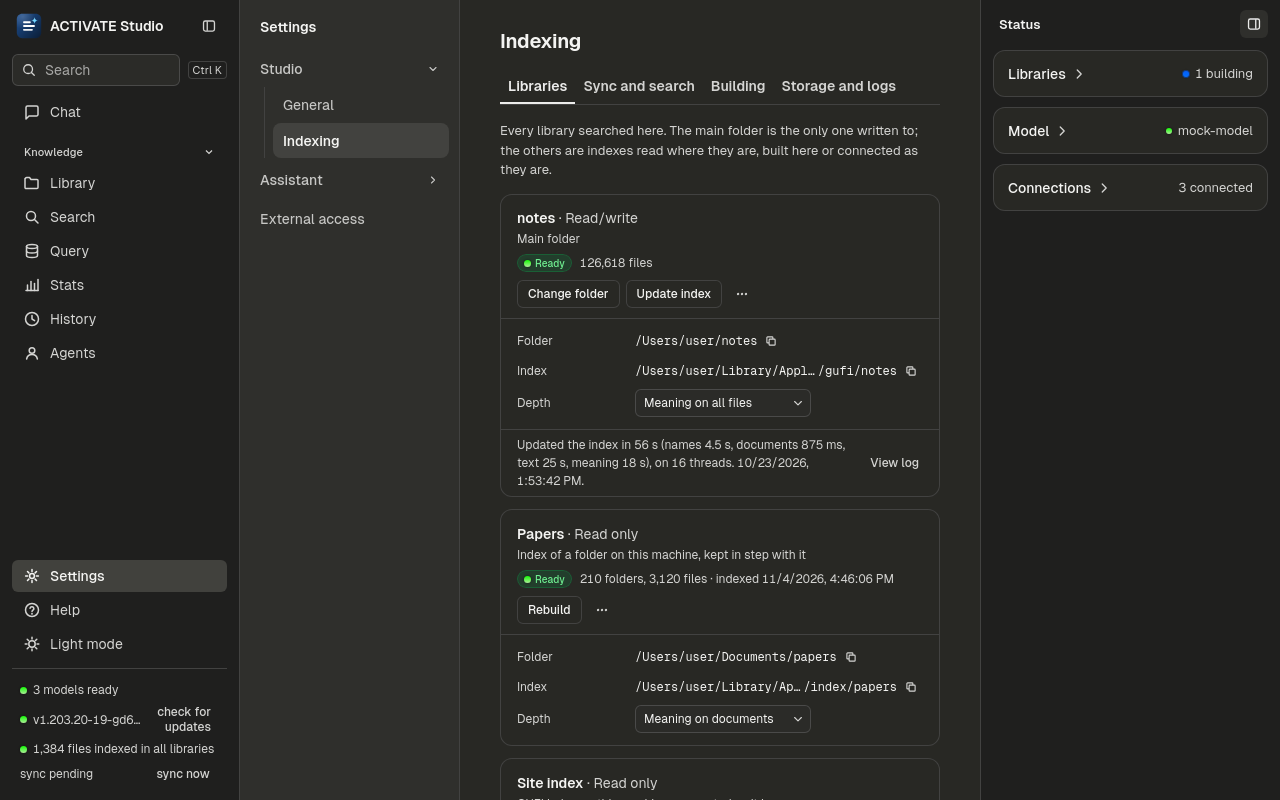 ACTIVATE Studio
Search
Ctrl K
Chat
Knowledge
Library
Search
Query
Stats
History
Agents
Settings
Help
Light mode
3 models ready
v1.203.20-19-gd6…
check for updates
1,384 files indexed in all libraries
sync pending
sync now
Settings
Studio
General
Indexing
Assistant
External access
Indexing
Libraries
Sync and search
Building
Storage and logs
Every library searched here. The main folder is the only one written to;
the others are indexes read where they are, built here or connected as
they are.
notes · Read/write
Main folder
Ready
126,618 files
Change folder
Update index
Folder
/Users/user/notes
Index
/Users/user/Library/Appl…/gufi/notes
Depth
Meaning on all files
Updated the index in 56 s (names 4.5 s, documents 875 ms,
text 25 s, meaning 18 s), on 16 threads. 10/23/2026,
1:53:42 PM.
View log
Papers · Read only
Index of a folder on this machine, kept in step with it
Ready
210 folders, 3,120 files · indexed 11/4/2026, 4:46:06 PM
Rebuild
Folder
/Users/user/Documents/papers
Index
/Users/user/Library/Ap…/index/papers
Depth
Meaning on documents
Site index · Read only
Status
Libraries
1 building
Model
mock-model
Connections
3 connected